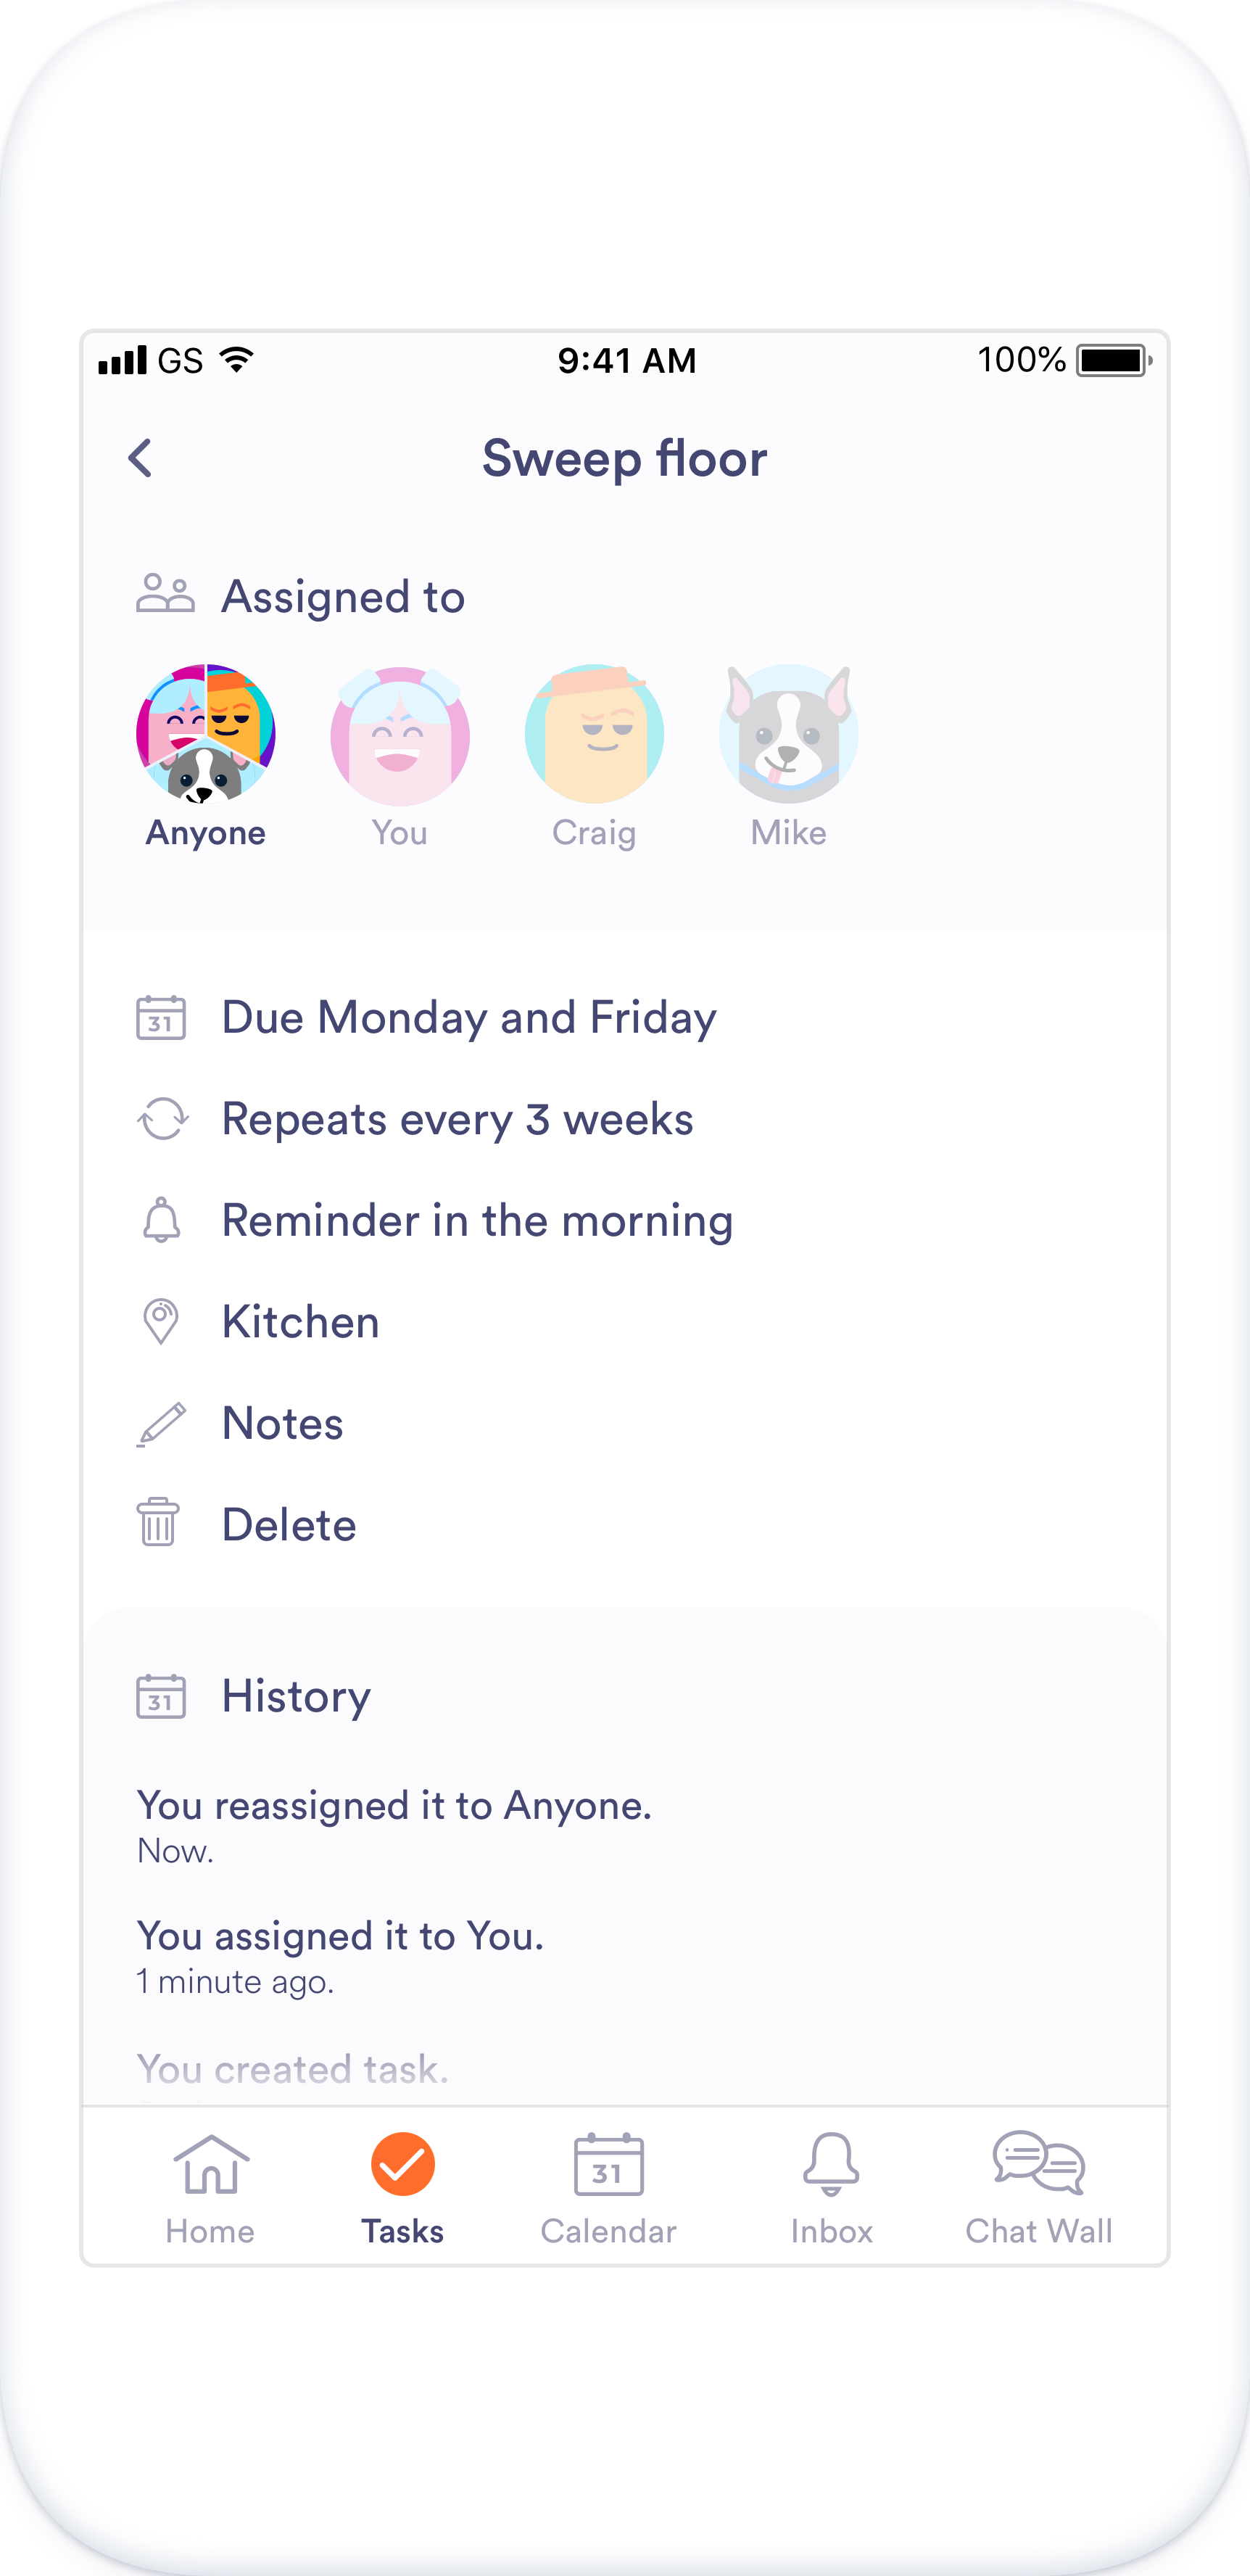 GS 9:41 AM 100%
Sweep floor
Assigned to
Anyone You Craig Mike
31 Due Monday and Friday
Repeats every 3 weeks
Reminder in the morning
Kitchen
Notes
Delete
31 History
You reassigned it to Anyone.
Now.
You assigned it to You.
1 minute ago.
You created task.
31
Home Tasks Calendar Inbox Chat Wall